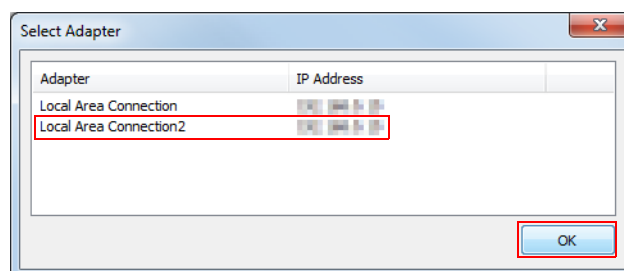 Select Adapter
Adapter IP Address
Local Area Connection
Local Area Connection2
OK